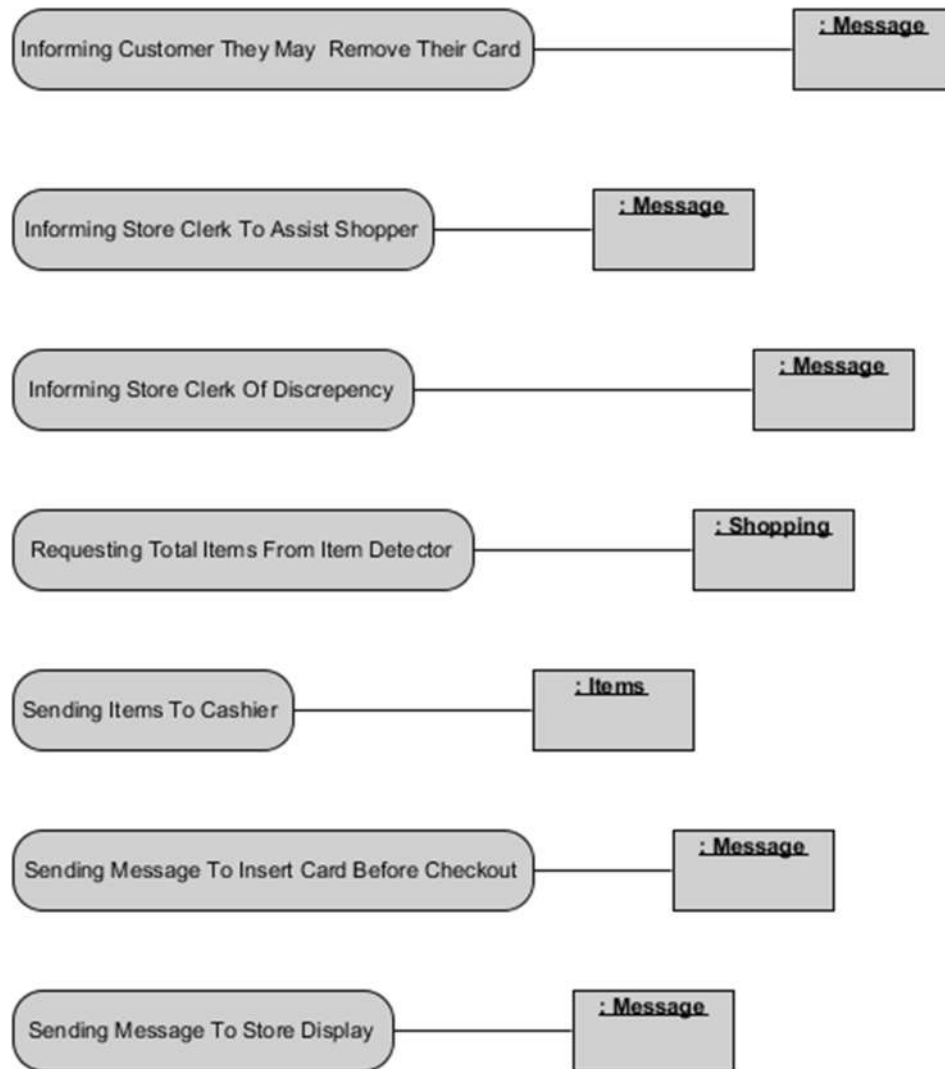 Informing Customer They May  Remove Their Card
: Message
Informing Store Clerk To Assist Shopper
: Message
Informing Store Clerk Of Discrepency
: Message
Requesting Total Items From Item Detector
: Shopping
Sending Items To Cashier
: Items
Sending Message To Insert Card Before Checkout
: Message
Sending Message To Store Display
: Message